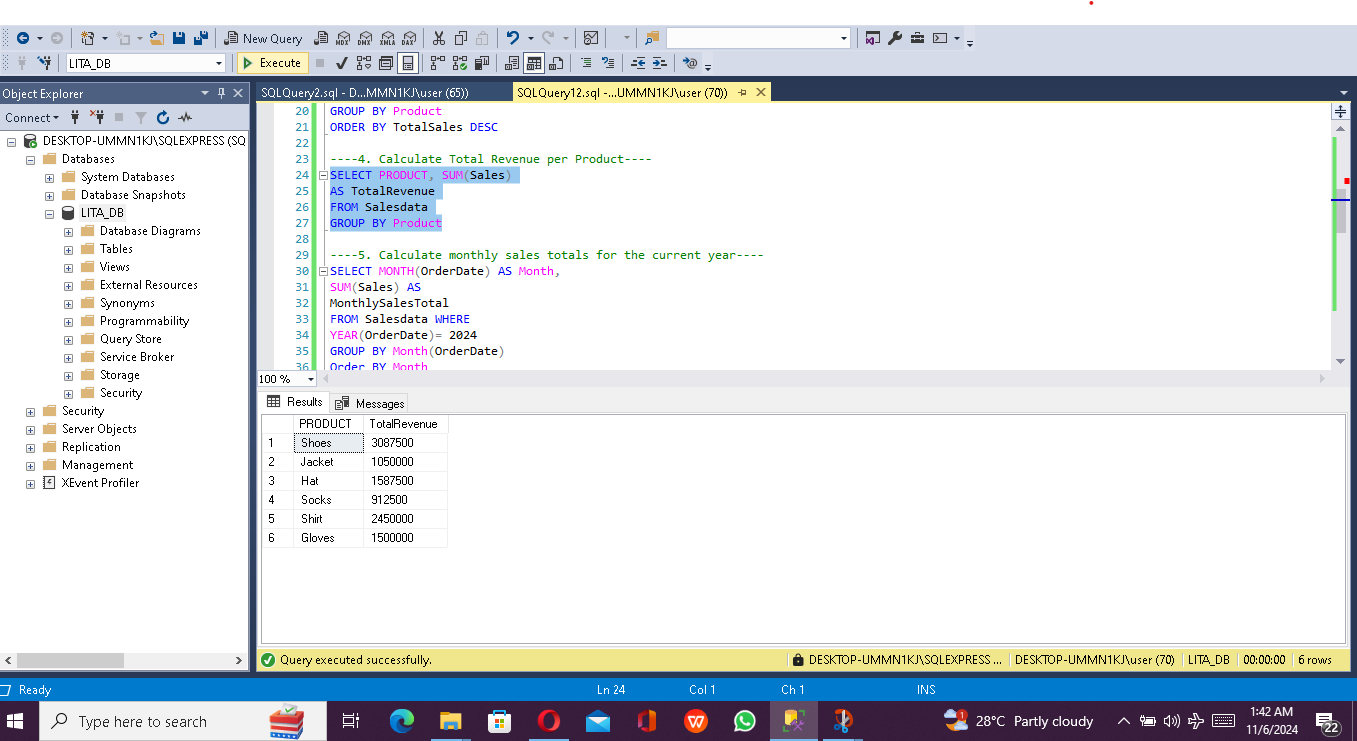 New Query
MDX DMX XMLA DAX
LITA_DB
Execute
Object Explorer
SQLQuery2.sql - D...MMN1KJ\user (65))
SQLQuery12.sql -...UMMN1KJ\user (70))
Connect
DESKTOP-UMMN1KJ\SQLEXPRESS (SQ
Databases
System Databases
Database Snapshots
LITA_DB
Database Diagrams
Tables
Views
External Resources
Synonyms
Programmability
Query Store
Service Broker
Storage
Security
Security
Server Objects
Replication
Management
XEvent Profiler
20 GROUP BY Product
21 ORDER BY TotalSales DESC
22
23 ----4. Calculate Total Revenue per Product----
24 SELECT PRODUCT, SUM(Sales)
25 AS TotalRevenue
26 FROM Salesdata
27 GROUP BY Product
28
29 ----5. Calculate monthly sales totals for the current year----
30 SELECT MONTH(OrderDate) AS Month,
31 SUM(Sales) AS
32 MonthlySalesTotal
33 FROM Salesdata WHERE
34 YEAR(OrderDate)= 2024
35 GROUP BY Month(OrderDate)
36 Order BY Month
100 %
Results Messages
PRODUCT TotalRevenue
1 Shoes 3087500
2 Jacket 1050000
3 Hat 1587500
4 Socks 912500
5 Shirt 2450000
6 Gloves 1500000
Query executed successfully.
DESKTOP-UMMN1KJ\SQLEXPRESS ... DESKTOP-UMMN1KJ\user (70) LITA_DB 00:00:00 6 rows
Ready Ln 24 Col 1 Ch 1 INS
Type here to search
28°C Partly cloudy
1:42 AM
11/6/2024
22